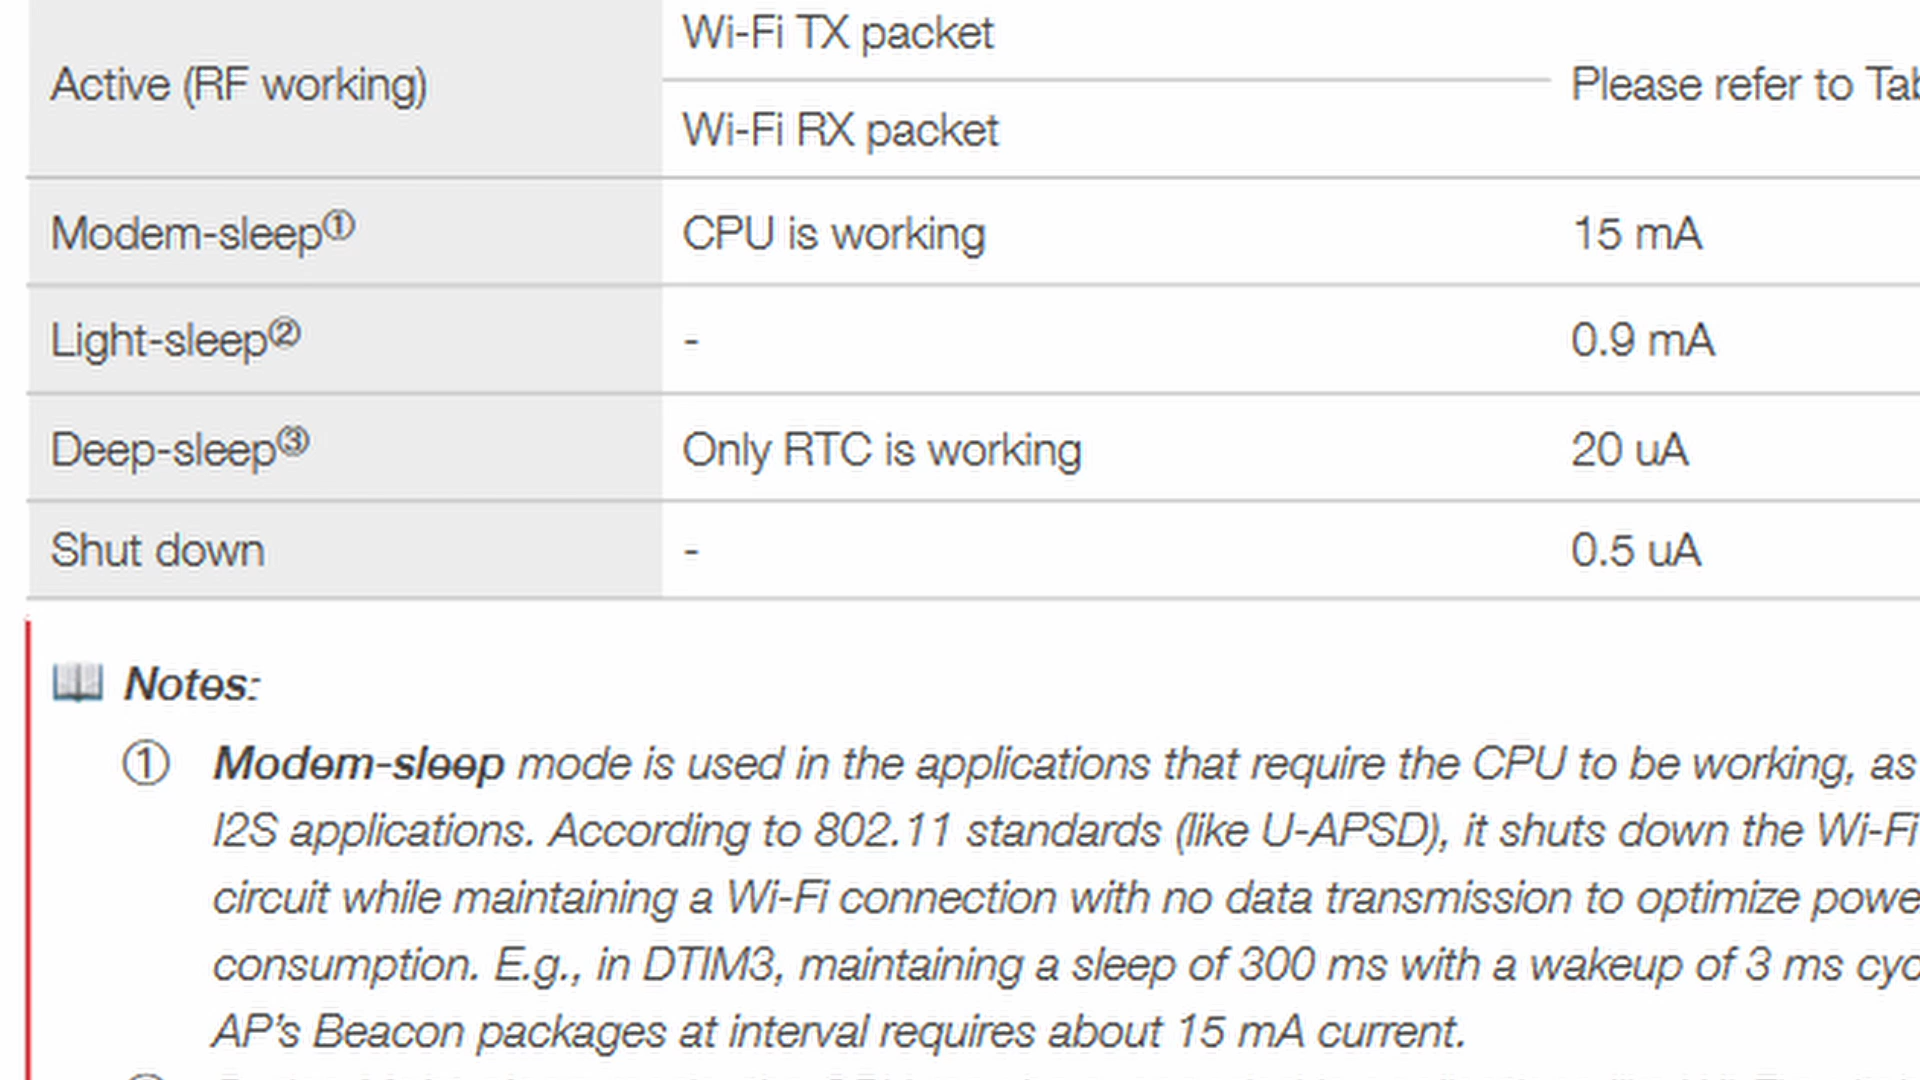 Wi-Fi TX packet
Active (RF working)
Please refer to
Wi-Fi RX packet
Modem-sleep① CPU is working 15 mA
Light-sleep② - 0.9 mA
Deep-sleep③ Only RTC is working 20 uA
Shut down - 0.5 uA
Notes:
① Modem-sleep mode is used in the applications that require the CPU to be working, as
I2S applications. According to 802.11 standards (like U-APSD), it shuts down the Wi-Fi
circuit while maintaining a Wi-Fi connection with no data transmission to optimize
consumption. E.g., in DTIM3, maintaining a sleep of 300 ms with a wakeup of 3 ms
AP's Beacon packages at interval requires about 15 mA current.